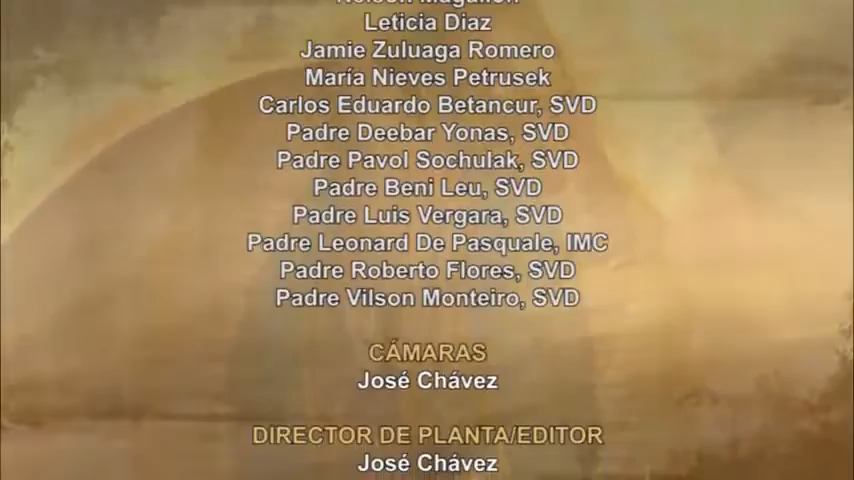 Leticia Diaz
Jamie Zuluaga Romero
María Nieves Petrusek
Carlos Eduardo Betancur, SVD
Padre Deebar Yonas, SVD
Padre Pavol Sochulak, SVD
Padre Beni Leu, SVD
Padre Luis Vergara, SVD
Padre Leonard De Pasquale, IMC
Padre Roberto Flores, SVD
Padre Vilson Monteiro, SVD
CÁMARAS
José Chávez
DIRECTOR DE PLANTA/EDITOR
José Chávez